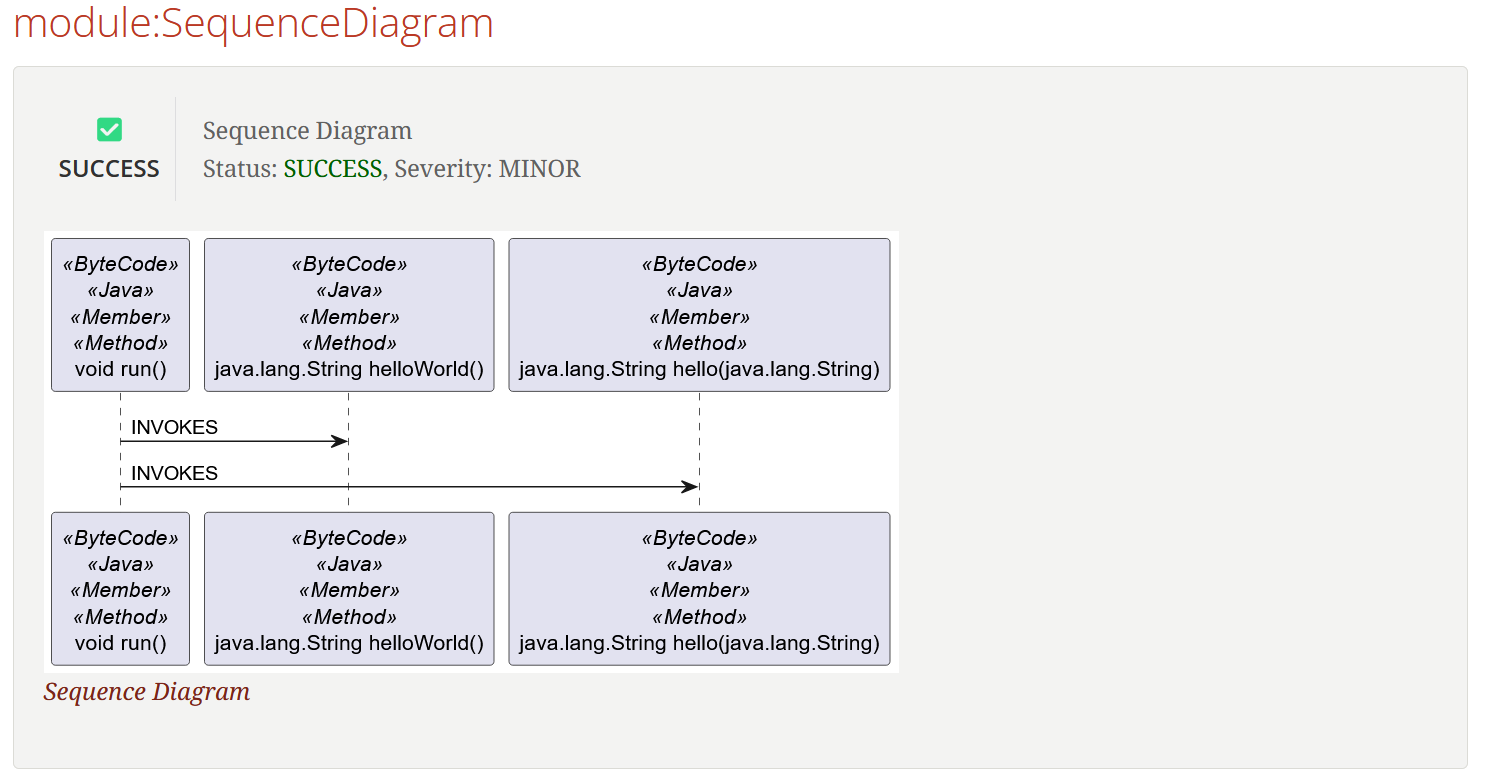 module:SequenceDiagram
SUCCESS
Sequence Diagram
Status: SUCCESS, Severity: MINOR
«ByteCode»
«Java»
«Member»
«Method»
void run()
«ByteCode»
«Java»
«Member»
«Method»
java.lang.String helloWorld()
«ByteCode»
«Java»
«Member»
«Method»
java.lang.String hello(java.lang.String)
INVOKES
INVOKES
«ByteCode»
«Java»
«Member»
«Method»
void run()
«ByteCode»
«Java»
«Member»
«Method»
java.lang.String helloWorld()
«ByteCode»
«Java»
«Member»
«Method»
java.lang.String hello(java.lang.String)
Sequence Diagram